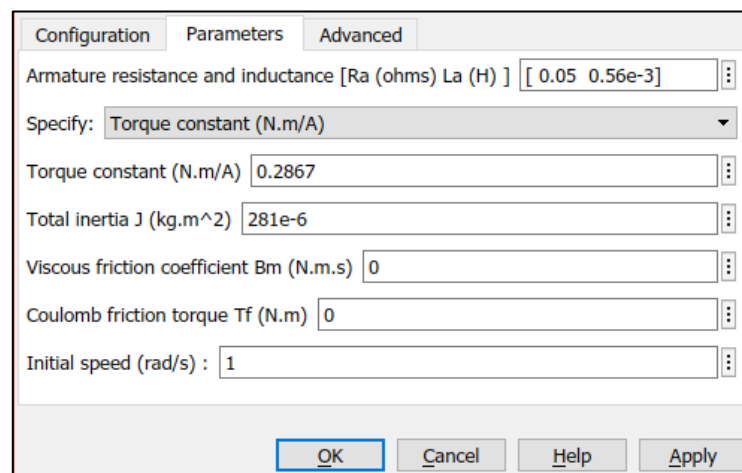 Configuration Parameters Advanced
Armature resistance and inductance [Ra (ohms) La (H) ] [ 0.05 0.56e-3]
Specify: Torque constant (N.m/A)
Torque constant (N.m/A) 0.2867
Total inertia J (kg.m^2) 281e-6
Viscous friction coefficient Bm (N.m.s) 0
Coulomb friction torque Tf (N.m) 0
Initial speed (rad/s) : 1
OK Cancel Help Apply